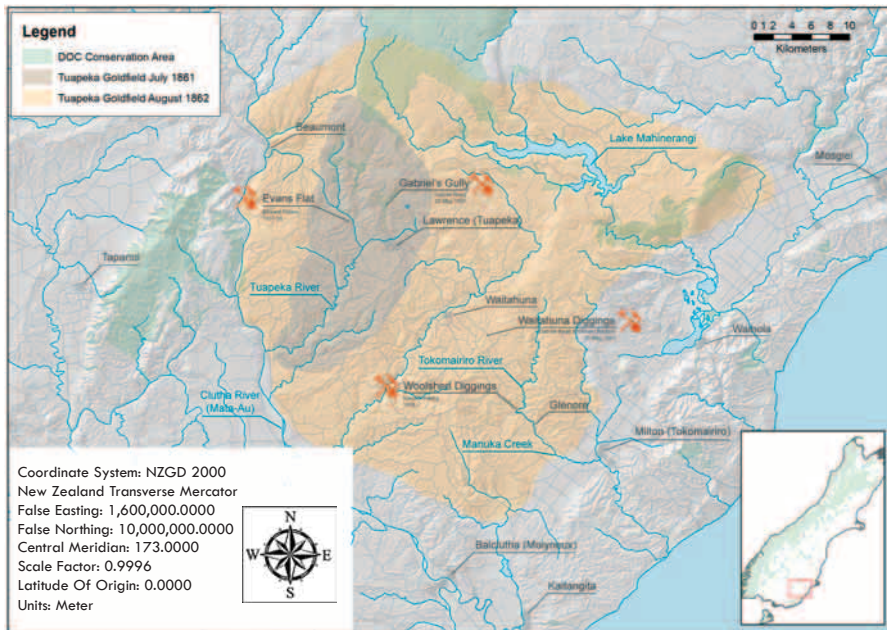 Legend
DOC Conservation Area
Tuapeka Goldfield July 1861
Tuapeka Goldfield August 1862
0 1 2 4 6 8 10
Kilometers
Beaumont
Lake Mahinerangi
Mosgiel
Gabriel's Gully
Evans Flat
Lawrence (Tuapeka)
Tapanui
Tuapeka River
Waitahuna
Waitahuna Diggings
Waihola
Tokomairiro River
Woolshed Diggings
Clutha River
(Mata-Au)
Glenore
Manuka Creek
Milton (Tokomairiro)
Coordinate System: NZGD 2000
New Zealand Transverse Mercator
False Easting: 1,600,000.0000
False Northing: 10,000,000.0000
Central Meridian: 173.0000
Scale Factor: 0.9996
Latitude Of Origin: 0.0000
Units: Meter
N
W
E
S
Balclutha (Molyneux)
Kaitangita